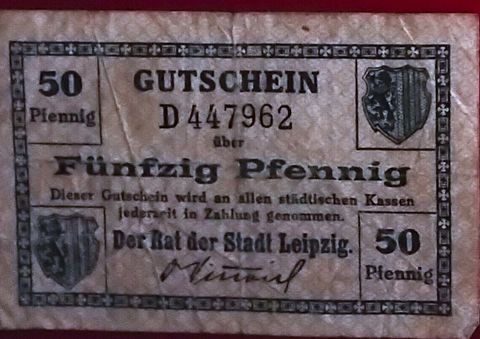 50
Pfennig
GUTSCHEIN
D 447962
über
Fünfzig Pfennig
Dieser Gutschein wird an allen städtischen Kassen
jederzeit in Zahlung genommen.
Der Rat der Stadt Leipzig.
50
Pfennig